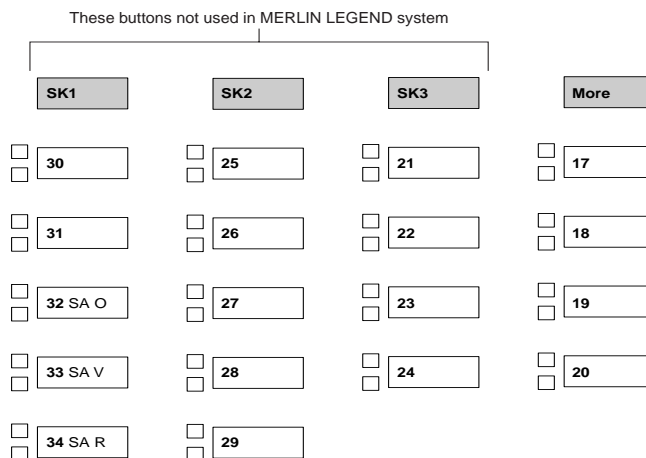 These buttons not used in MERLIN LEGEND system
SK1 SK2 SK3 More
30 25 21 17
31 26 22 18
32 SA O 27 23 19
33 SA V 28 24 20
34 SA R 29